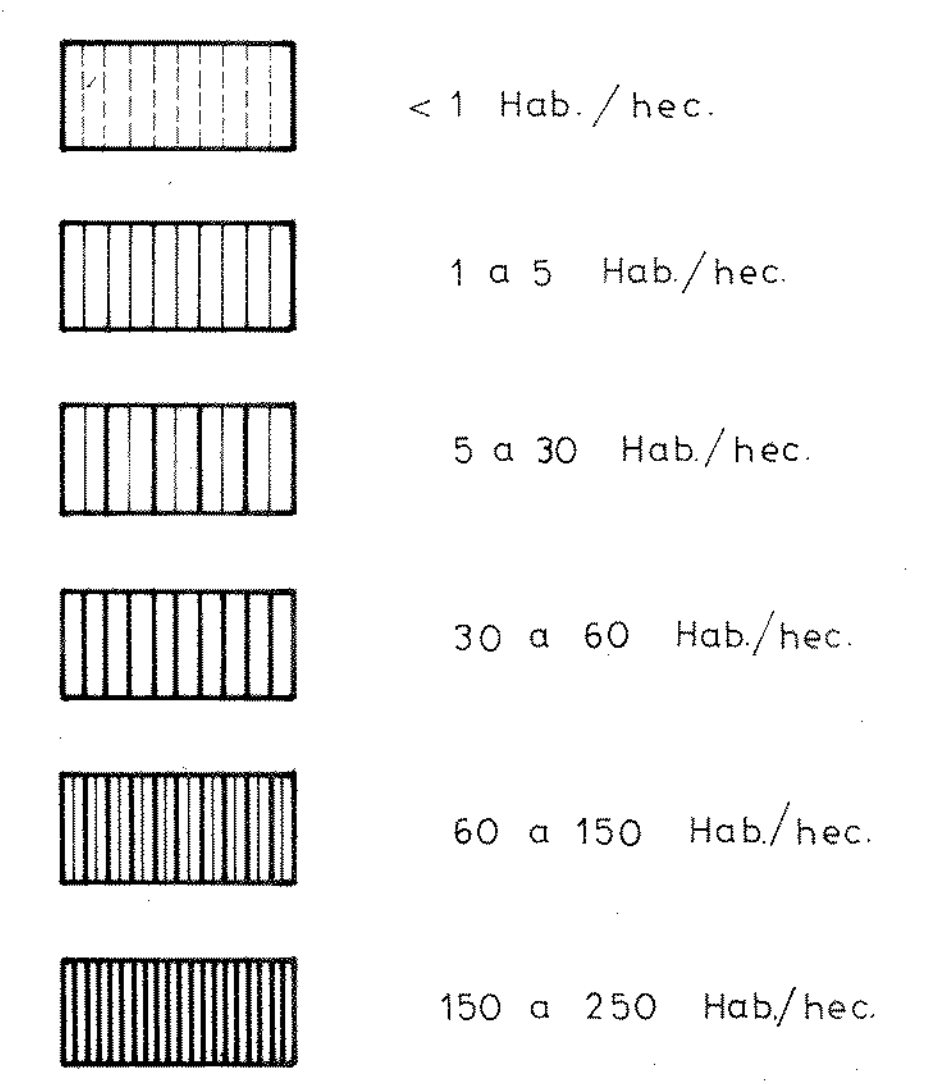 < 1 Hab./hec.
1 a 5 Hab./hec.
5 a 30 Hab./hec.
30 a 60 Hab./hec.
60 a 150 Hab./hec.
150 a 250 Hab./hec.